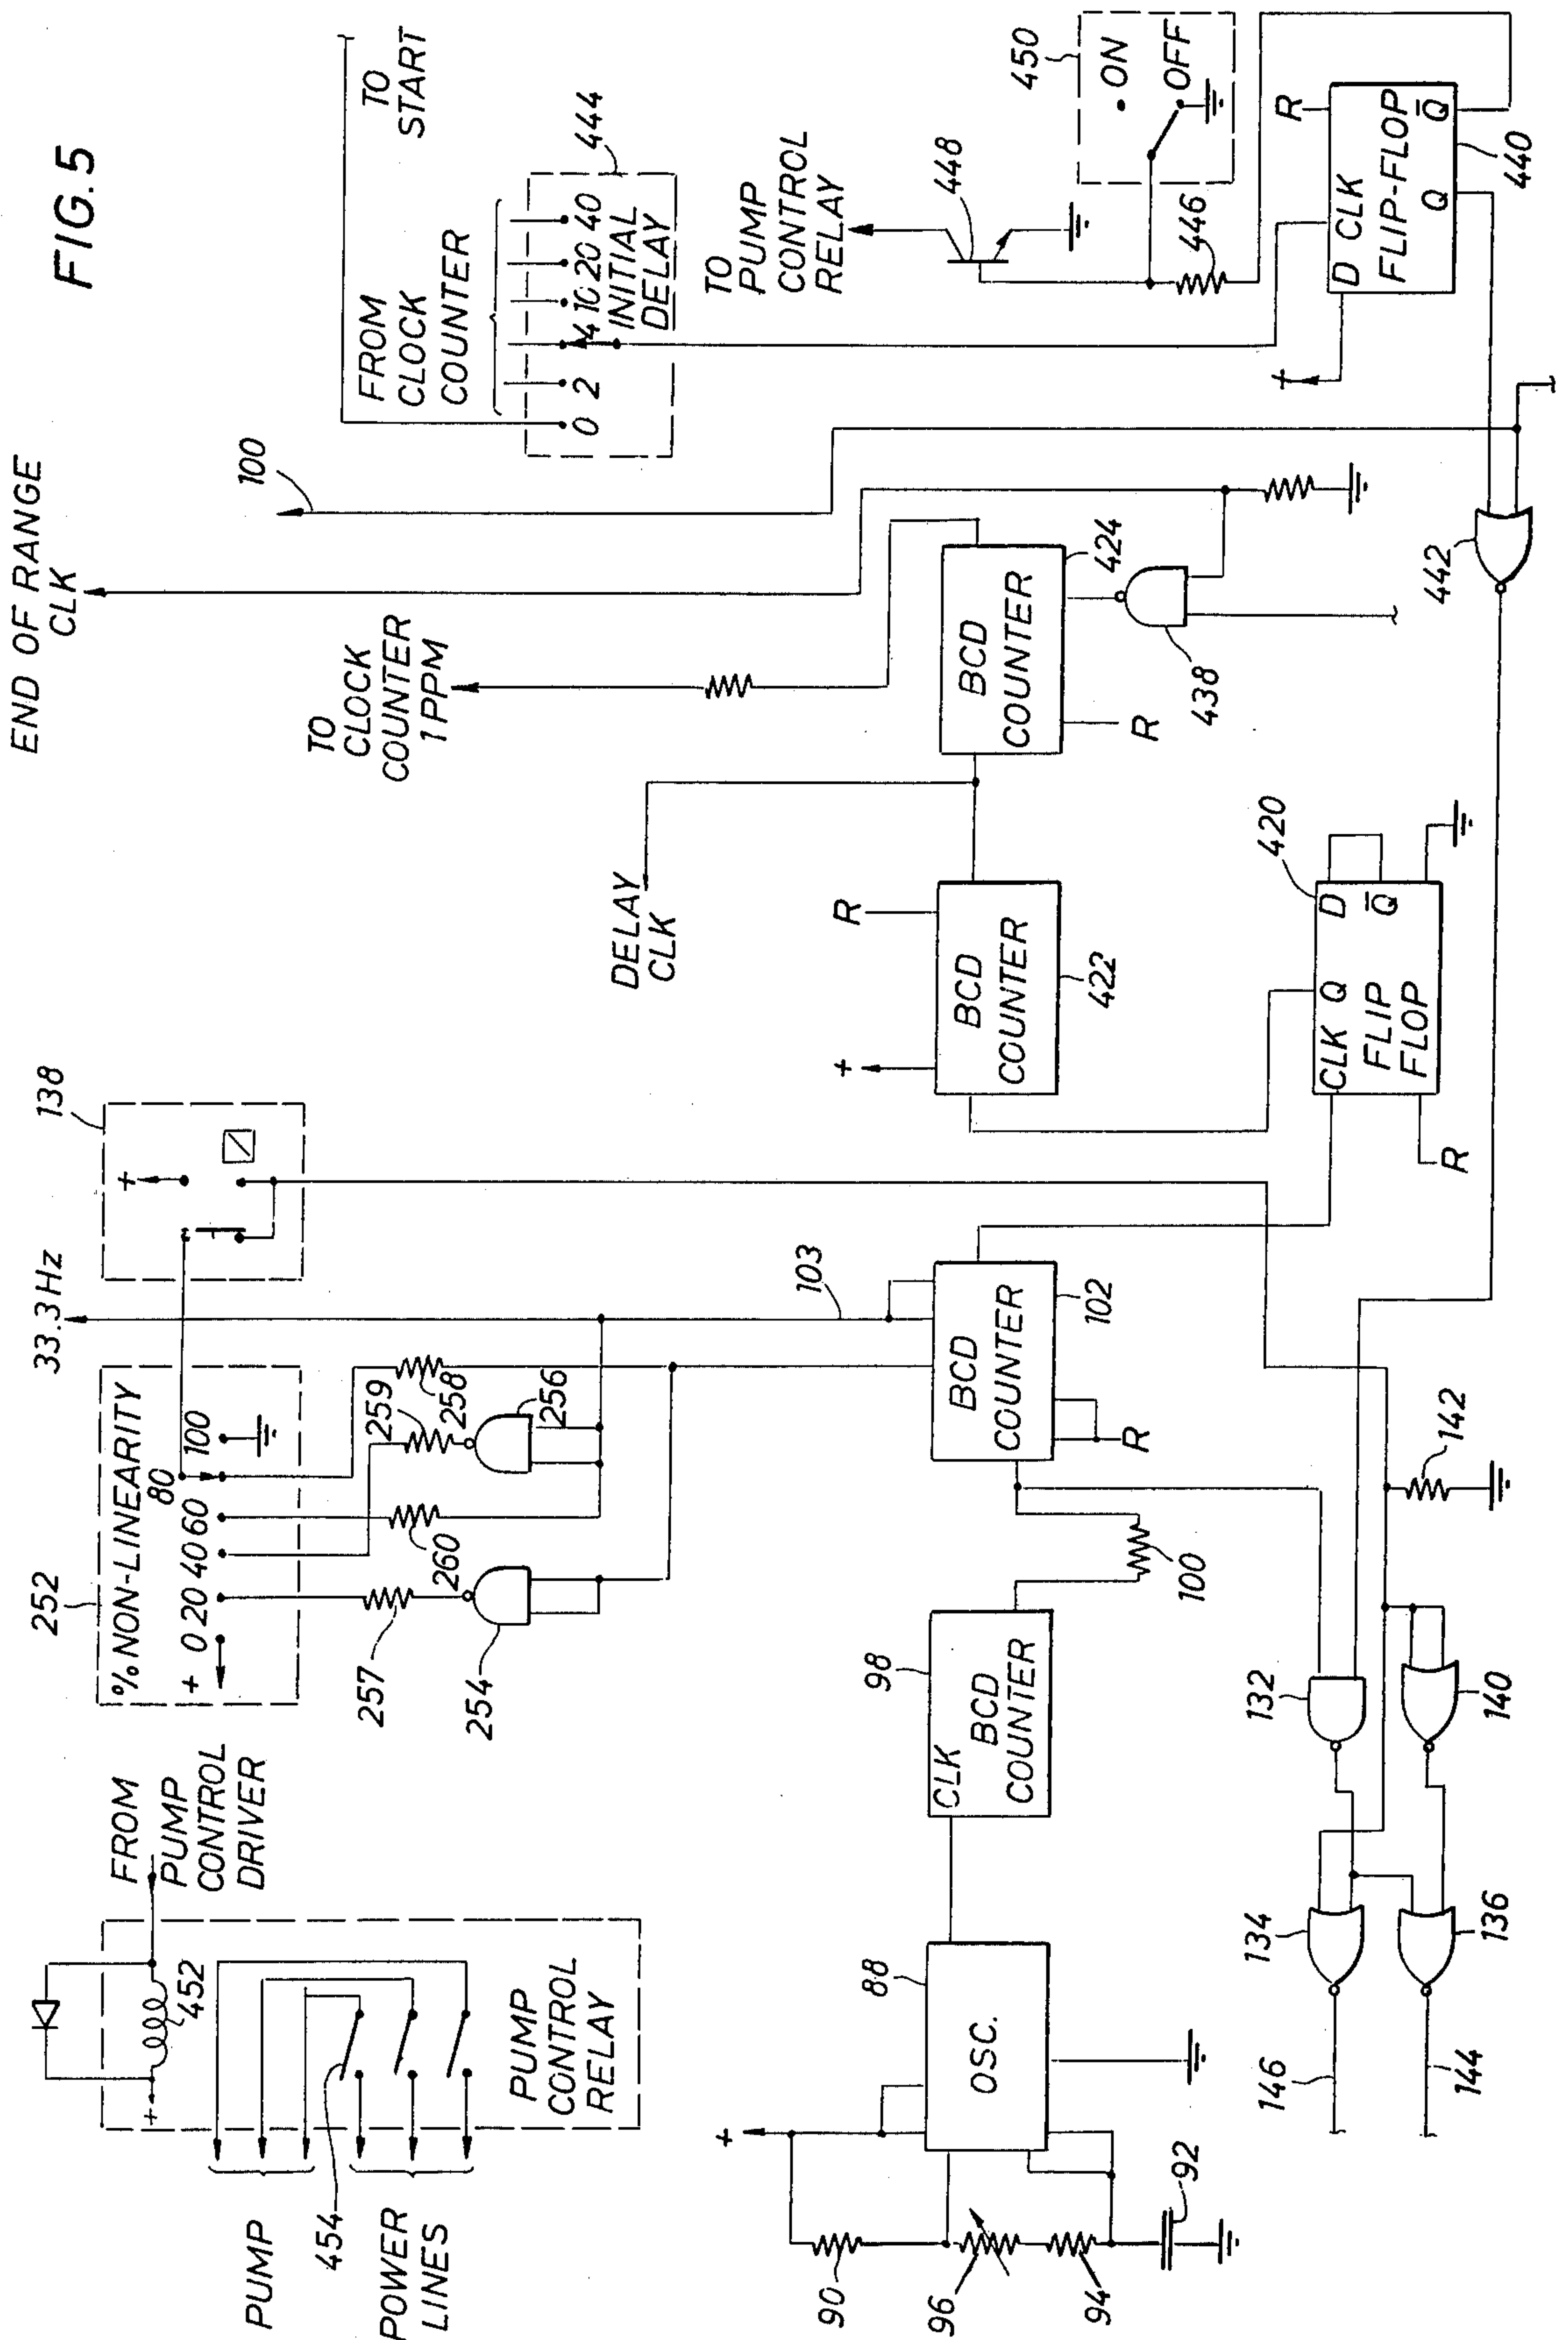 FIG.5
END OF RANGE
CLK
100
TO
START
FROM
CLOCK
COUNTER
444
0 2 4 10 20 40
INITIAL
DELAY
TO
CLOCK
COUNTER
1 PPM
TO
PUMP
CONTROL
RELAY
448
450
ON
OFF
446
R
D CLK
FLIP-FLOP
Q Q̅
440
442
BCD
COUNTER
424
R
438
DELAY
CLK
R
+
BCD
COUNTER
422
420
CLK Q D
Q̅
FLIP
FLOP
R
+
138
+
33.3 Hz
103
252
% NON-LINEARITY
+ 0 20 40 60 80 100
257
254
260
259
258
256
BCD
COUNTER
102
R
142
100
98
CLK
BCD
COUNTER
132
140
134
136
146
144
88
OSC.
+
90
96
94
92
FROM
PUMP
CONTROL
DRIVER
+
452
PUMP
CONTROL
RELAY
PUMP
454
POWER
LINES